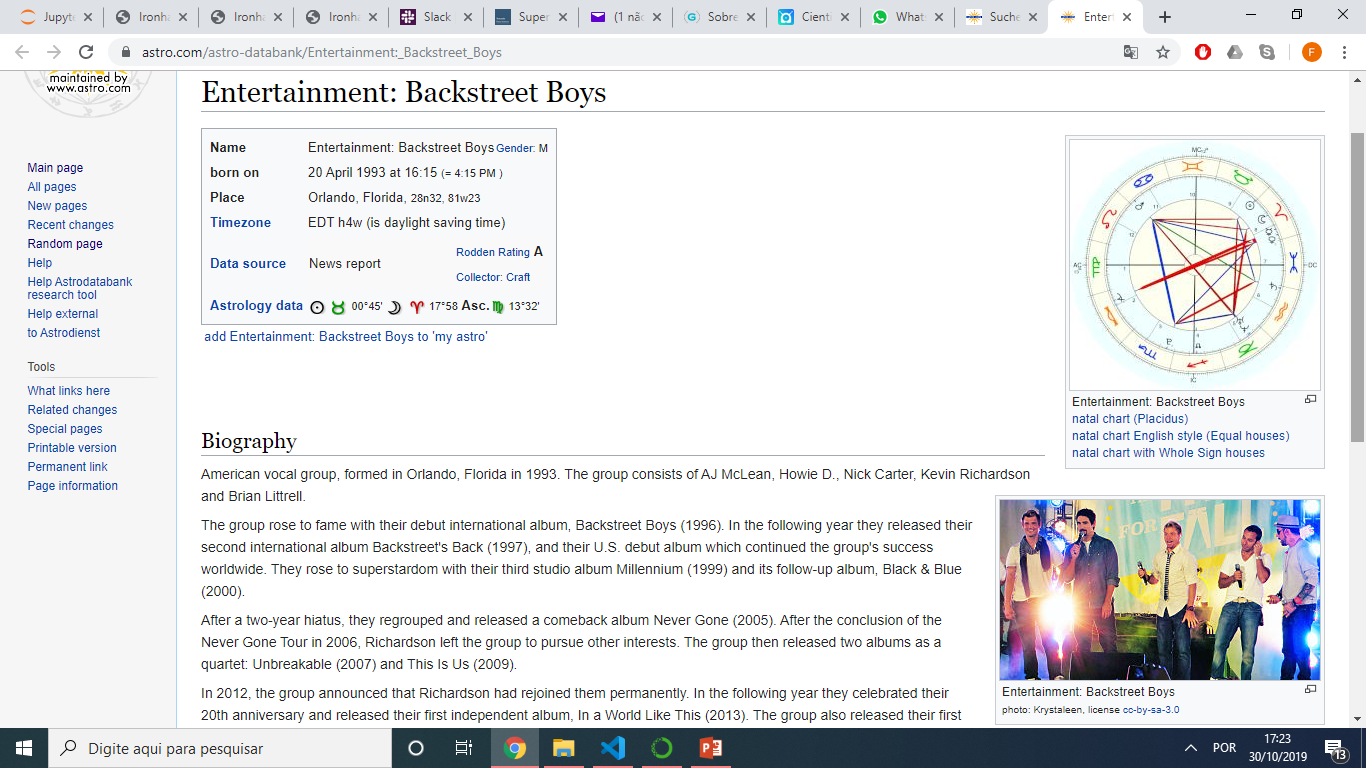 Jupyte
Ironha
Ironha
Ironha
Slack
Super
(1 não
Sobre
Cienti
Whats
Suche
Entert
astro.com/astro-databank/Entertainment:_Backstreet_Boys
maintained by
www.astro.com
Main page
All pages
New pages
Recent changes
Random page
Help
Help Astrodatabank
research tool
Help external
to Astrodienst
Tools
What links here
Related changes
Special pages
Printable version
Permanent link
Page information
Entertainment: Backstreet Boys
Name Entertainment: Backstreet Boys Gender: M
born on 20 April 1993 at 16:15 (= 4:15 PM )
Place Orlando, Florida, 28n32, 81w23
Timezone EDT h4w (is daylight saving time)
Data source News report
Rodden Rating A
Collector: Craft
Astrology data ☉ ♉ 00°45' ☽ ♈ 17°58 Asc. ♍ 13°32'
add Entertainment: Backstreet Boys to 'my astro'
MC
AC
DC
IC
Entertainment: Backstreet Boys
natal chart (Placidus)
natal chart English style (Equal houses)
natal chart with Whole Sign houses
Biography
American vocal group, formed in Orlando, Florida in 1993. The group consists of AJ McLean, Howie D., Nick Carter, Kevin Richardson
and Brian Littrell.
The group rose to fame with their debut international album, Backstreet Boys (1996). In the following year they released their
second international album Backstreet's Back (1997), and their U.S. debut album which continued the group's success
worldwide. They rose to superstardom with their third studio album Millennium (1999) and its follow-up album, Black & Blue
(2000).
After a two-year hiatus, they regrouped and released a comeback album Never Gone (2005). After the conclusion of the
Never Gone Tour in 2006, Richardson left the group to pursue other interests. The group then released two albums as a
quartet: Unbreakable (2007) and This Is Us (2009).
In 2012, the group announced that Richardson had rejoined them permanently. In the following year they celebrated their
20th anniversary and released their first independent album, In a World Like This (2013). The group also released their first
FOR
Entertainment: Backstreet Boys
photo: Krystaleen, license cc-by-sa-3.0
Digite aqui para pesquisar
POR
17:23
30/10/2019
13